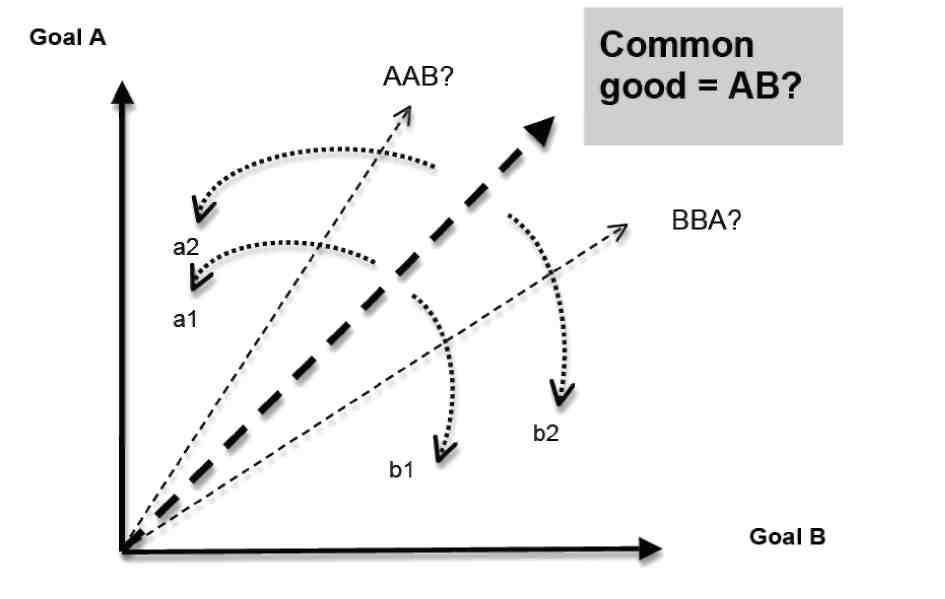 Goal A
AAB?
Common
good = AB?
BBA?
a2
a1
b2
b1
Goal B